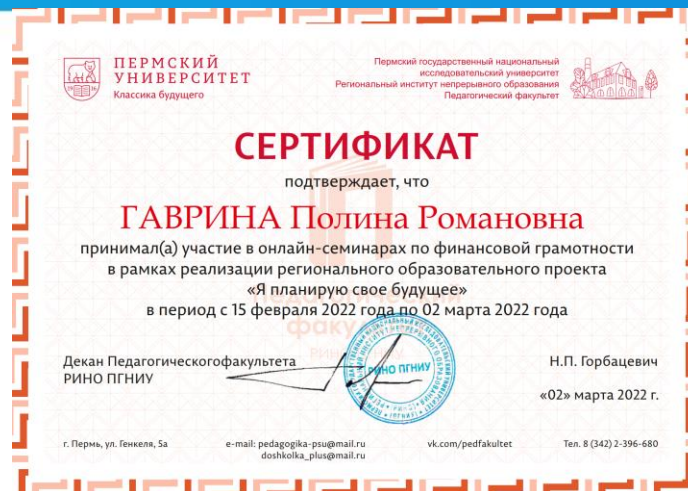 ПЕРМСКИЙ
УНИВЕРСИТЕТ
Классика будущего
Пермский государственный национальный
исследовательский университет
Региональный институт непрерывного образования
Педагогический факультет
СЕРТИФИКАТ
подтверждает, что
ГАВРИНА Полина Романовна
принимал(а) участие в онлайн-семинарах по финансовой грамотности
в рамках реализации регионального образовательного проекта
«Я планирую свое будущее»
в период с 15 февраля 2022 года по 02 марта 2022 года
Декан Педагогическогофакультета
РИНО ПГНИУ
РИНО ПГНИУ
Н.П. Горбацевич
«02» марта 2022 г.
г. Пермь, ул. Генкеля, 5а
e-mail: pedagogika-psu@mail.ru
doshkolka_plus@mail.ru
vk.com/pedfakultet
Тел. 8 (342) 2-396-680